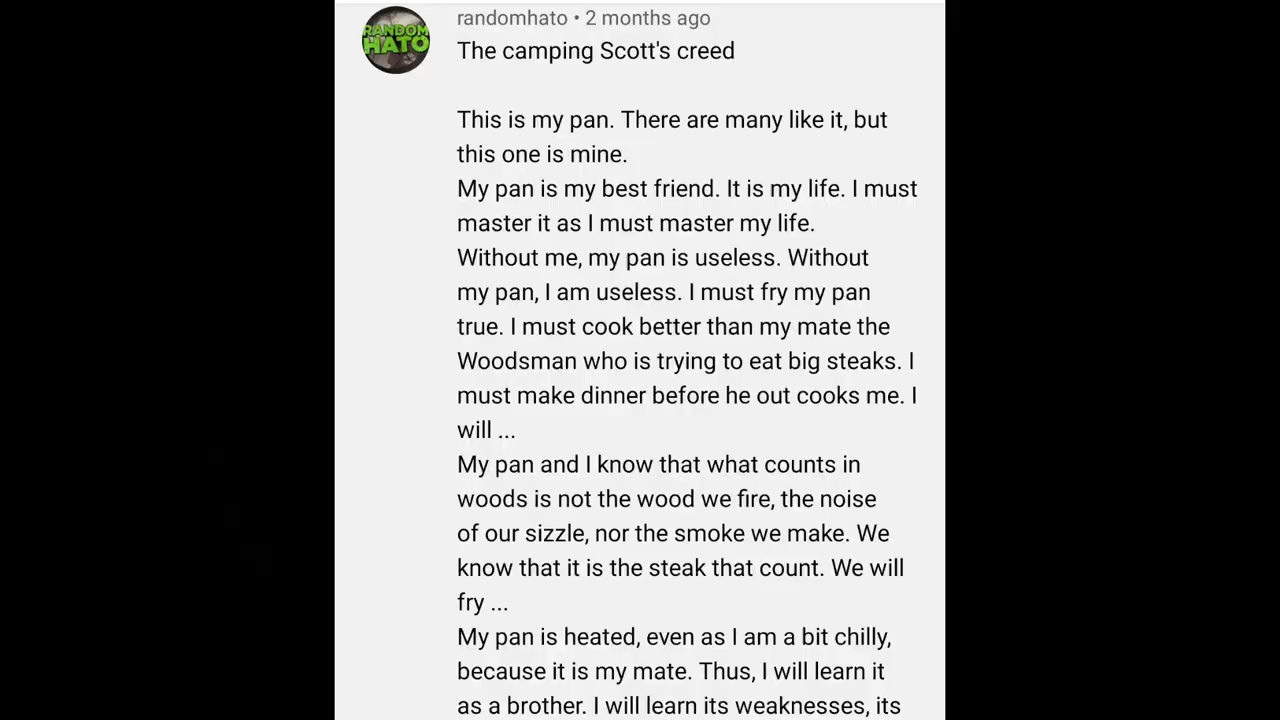 RANDOM
HATO
randomhato • 2 months ago
The camping Scott's creed
This is my pan. There are many like it, but
this one is mine.
My pan is my best friend. It is my life. I must
master it as I must master my life.
Without me, my pan is useless. Without
my pan, I am useless. I must fry my pan
true. I must cook better than my mate the
Woodsman who is trying to eat big steaks. I
must make dinner before he out cooks me. I
will ...
My pan and I know that what counts in
woods is not the wood we fire, the noise
of our sizzle, nor the smoke we make. We
know that it is the steak that count. We will
fry ...
My pan is heated, even as I am a bit chilly,
because it is my mate. Thus, I will learn it
as a brother. I will learn its weaknesses, its